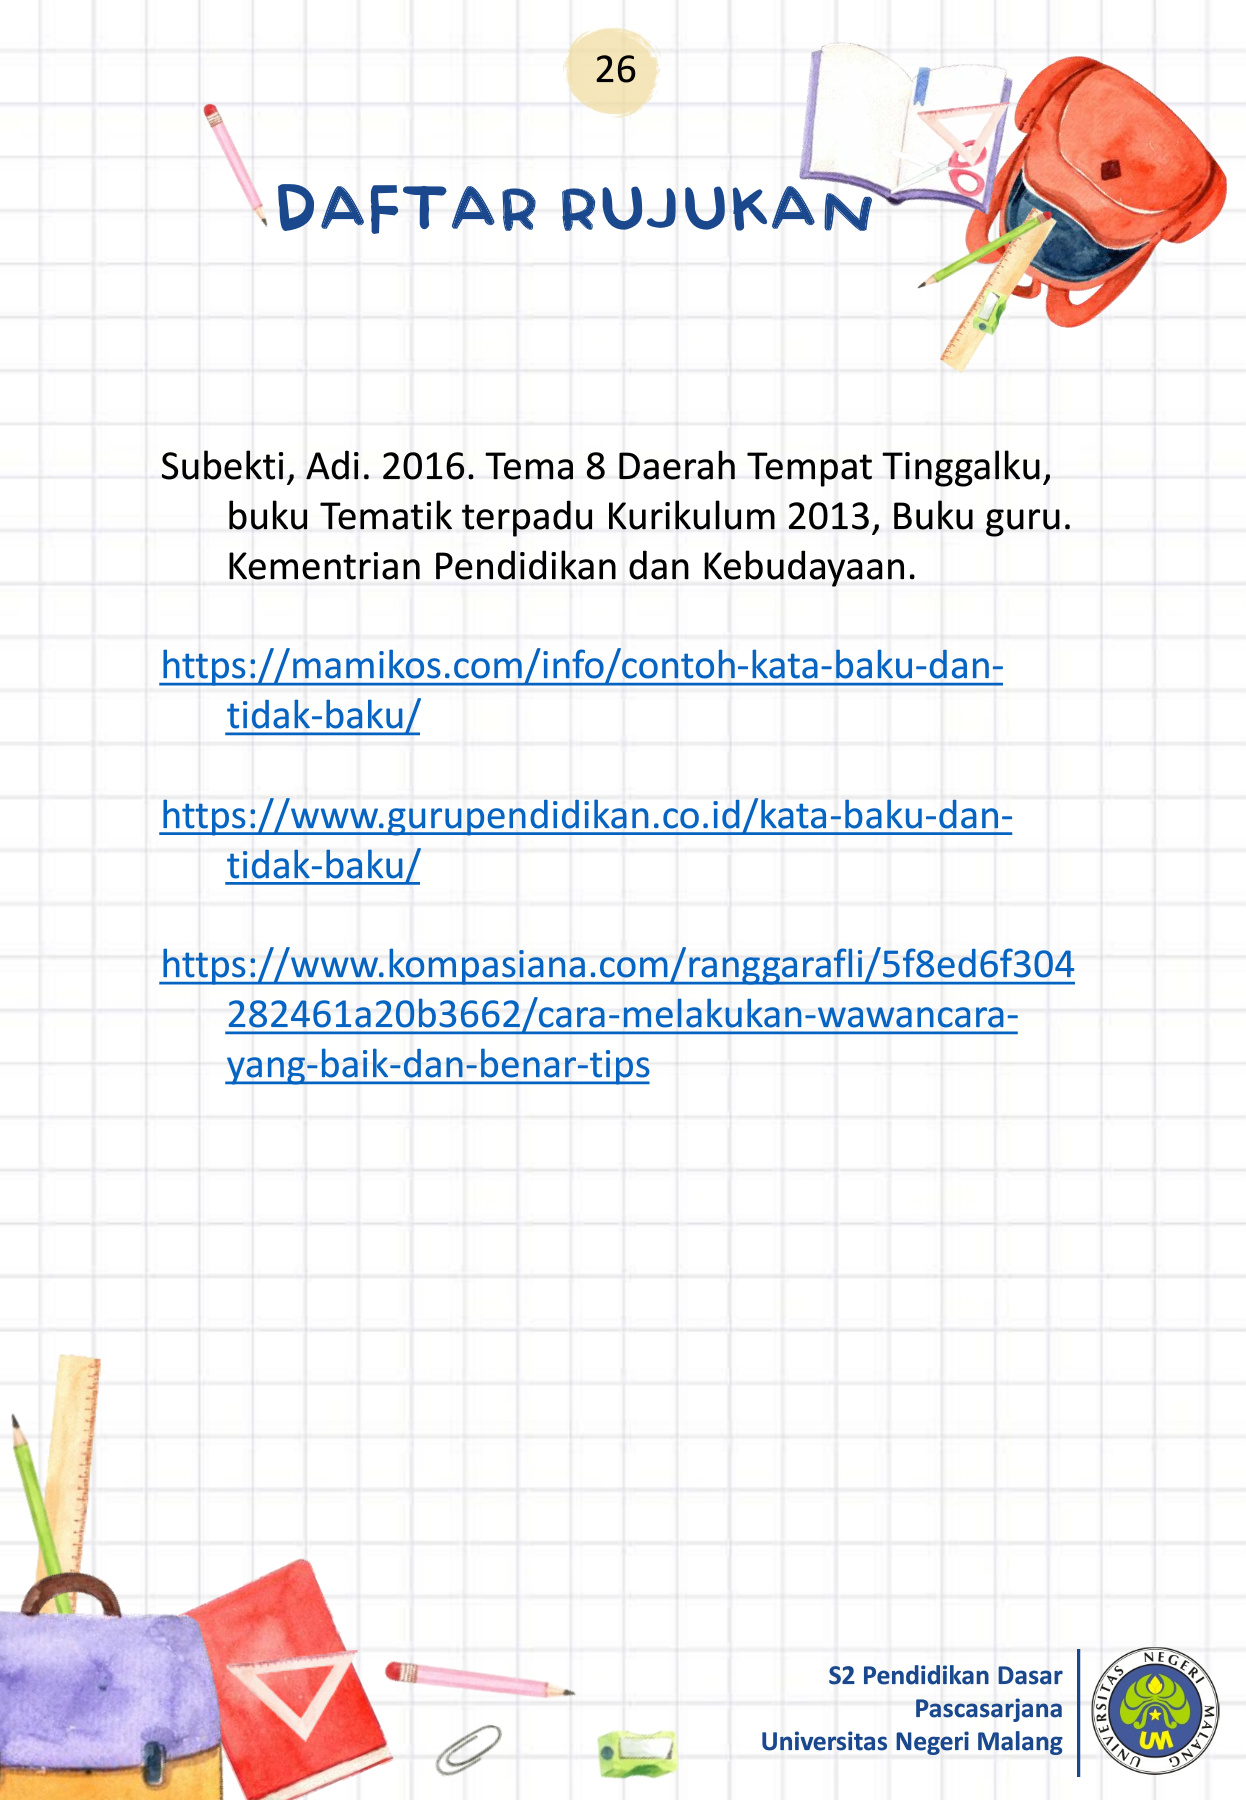 26
DAFTAR RUJUKAN
Subekti, Adi. 2016. Tema 8 Daerah Tempat Tinggalku,
buku Tematik terpadu Kurikulum 2013, Buku guru.
Kementrian Pendidikan dan Kebudayaan.
https://mamikos.com/info/contoh-kata-baku-dan-
tidak-baku/
https://www.gurupendidikan.co.id/kata-baku-dan-
tidak-baku/
https://www.kompasiana.com/ranggarafli/5f8ed6f304
282461a20b3662/cara-melakukan-wawancara-
yang-baik-dan-benar-tips
S2 Pendidikan Dasar
Pascasarjana
Universitas Negeri Malang
UNIVERSITAS NEGERI MALANG
UM